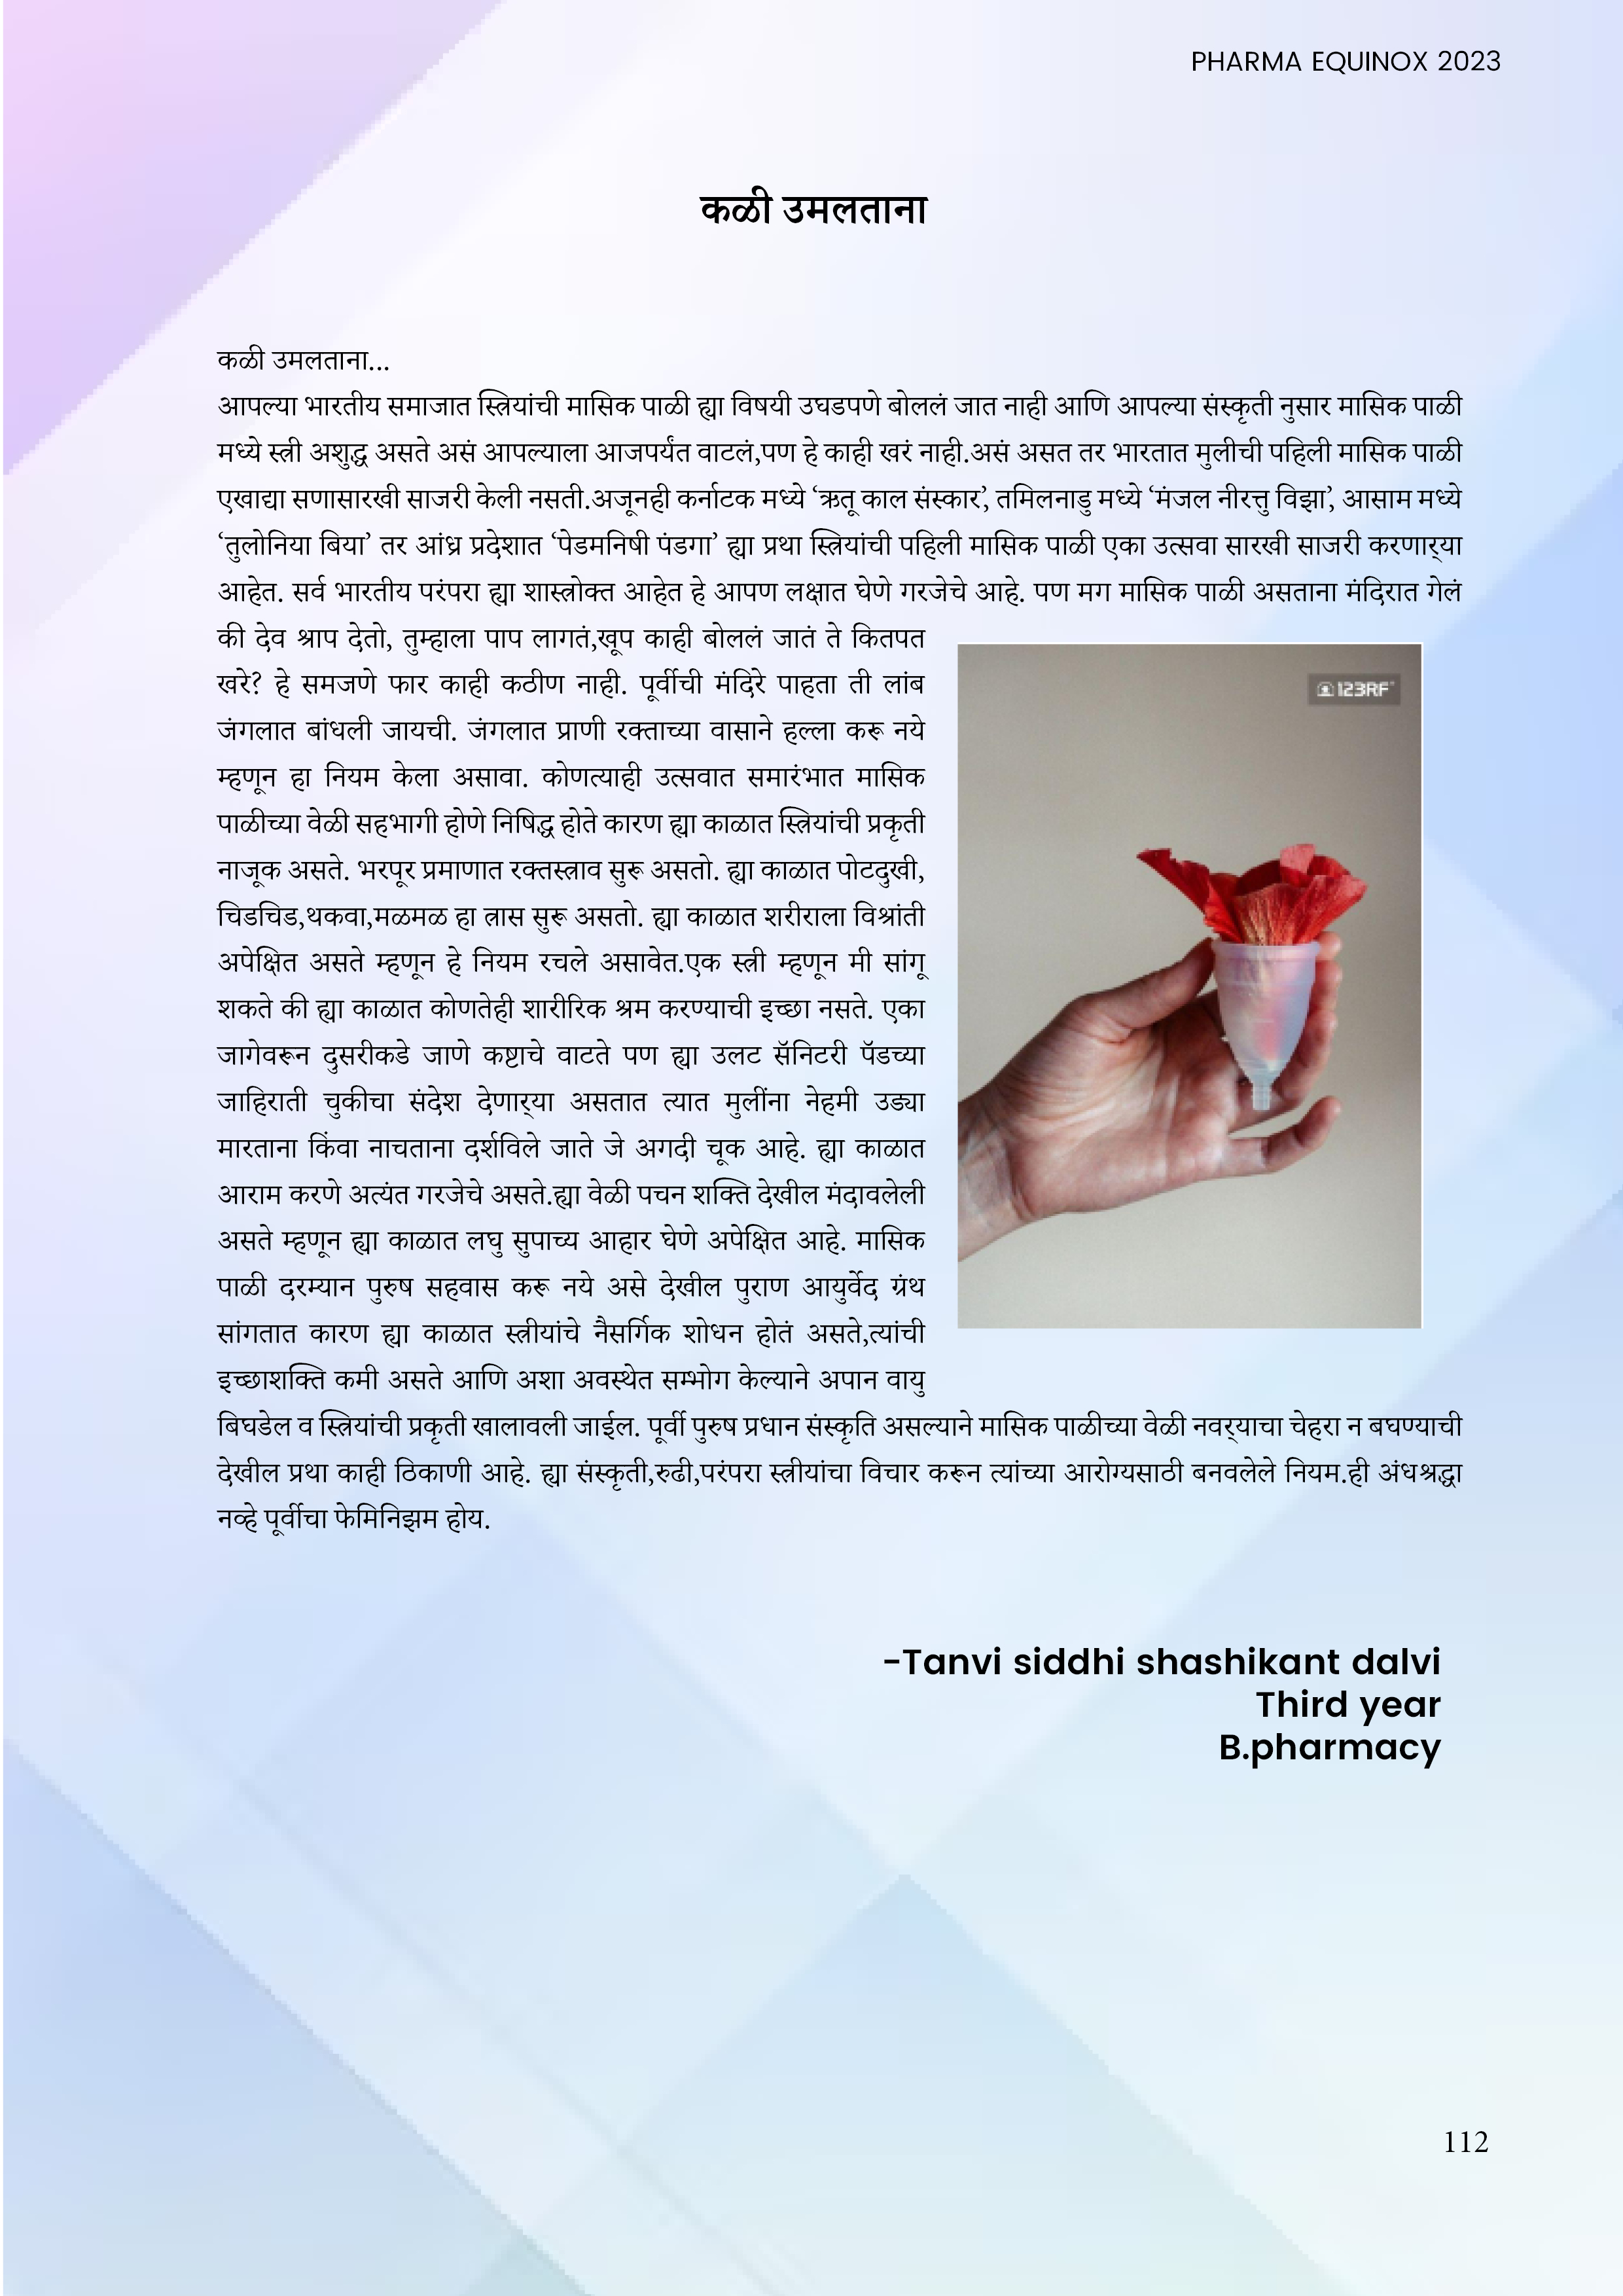 PHARMA EQUINOX 2023
कळी उमलताना
कळी उमलताना...
आपल्या भारतीय समाजात स्त्रियांची मासिक पाळी ह्या विषयी उघडपणे बोललं जात नाही आणि आपल्या संस्कृती नुसार मासिक पाळी
मध्ये स्त्री अशुद्ध असते असं आपल्याला आजपर्यंत वाटलं,पण हे काही खरं नाही.असं असत तर भारतात मुलीची पहिली मासिक पाळी
एखाद्या सणासारखी साजरी केली नसती.अजूनही कर्नाटक मध्ये ‘ऋतू काल संस्कार’, तमिलनाडु मध्ये ‘मंजल नीरत्तु विझा’, आसाम मध्ये
‘तुलोनिया बिया’ तर आंध्र प्रदेशात ‘पेडमनिषी पंडगा’ ह्या प्रथा स्त्रियांची पहिली मासिक पाळी एका उत्सवा सारखी साजरी करणाऱ्या
आहेत. सर्व भारतीय परंपरा ह्या शास्त्रोक्त आहेत हे आपण लक्षात घेणे गरजेचे आहे. पण मग मासिक पाळी असताना मंदिरात गेलं
की देव श्राप देतो, तुम्हाला पाप लागतं,खूप काही बोललं जातं ते कितपत
खरे? हे समजणे फार काही कठीण नाही. पूर्वीची मंदिरे पाहता ती लांब
जंगलात बांधली जायची. जंगलात प्राणी रक्ताच्या वासाने हल्ला करू नये
म्हणून हा नियम केला असावा. कोणत्याही उत्सवात समारंभात मासिक
पाळीच्या वेळी सहभागी होणे निषिद्ध होते कारण ह्या काळात स्त्रियांची प्रकृती
नाजूक असते. भरपूर प्रमाणात रक्तस्त्राव सुरू असतो. ह्या काळात पोटदुखी,
चिडचिड,थकवा,मळमळ हा त्रास सुरू असतो. ह्या काळात शरीराला विश्रांती
अपेक्षित असते म्हणून हे नियम रचले असावेत.एक स्त्री म्हणून मी सांगू
शकते की ह्या काळात कोणतेही शारीरिक श्रम करण्याची इच्छा नसते. एका
जागेवरून दुसरीकडे जाणे कष्टाचे वाटते पण ह्या उलट सॅनिटरी पॅडच्या
जाहिराती चुकीचा संदेश देणाऱ्या असतात त्यात मुलींना नेहमी उड्या
मारताना किंवा नाचताना दर्शविले जाते जे अगदी चूक आहे. ह्या काळात
आराम करणे अत्यंत गरजेचे असते.ह्या वेळी पचन शक्ति देखील मंदावलेली
असते म्हणून ह्या काळात लघु सुपाच्य आहार घेणे अपेक्षित आहे. मासिक
पाळी दरम्यान पुरुष सहवास करू नये असे देखील पुराण आयुर्वेद ग्रंथ
सांगतात कारण ह्या काळात स्त्रीयांचे नैसर्गिक शोधन होतं असते,त्यांची
इच्छाशक्ति कमी असते आणि अशा अवस्थेत सम्भोग केल्याने अपान वायु
बिघडेल व स्त्रियांची प्रकृती खालावली जाईल. पूर्वी पुरुष प्रधान संस्कृति असल्याने मासिक पाळीच्या वेळी नवऱ्याचा चेहरा न बघण्याची
देखील प्रथा काही ठिकाणी आहे. ह्या संस्कृती,रुढी,परंपरा स्त्रीयांचा विचार करून त्यांच्या आरोग्यसाठी बनवलेले नियम.ही अंधश्रद्धा
नव्हे पूर्वीचा फेमिनिझम होय.
123RF
-Tanvi siddhi shashikant dalvi
Third year
B.pharmacy
112